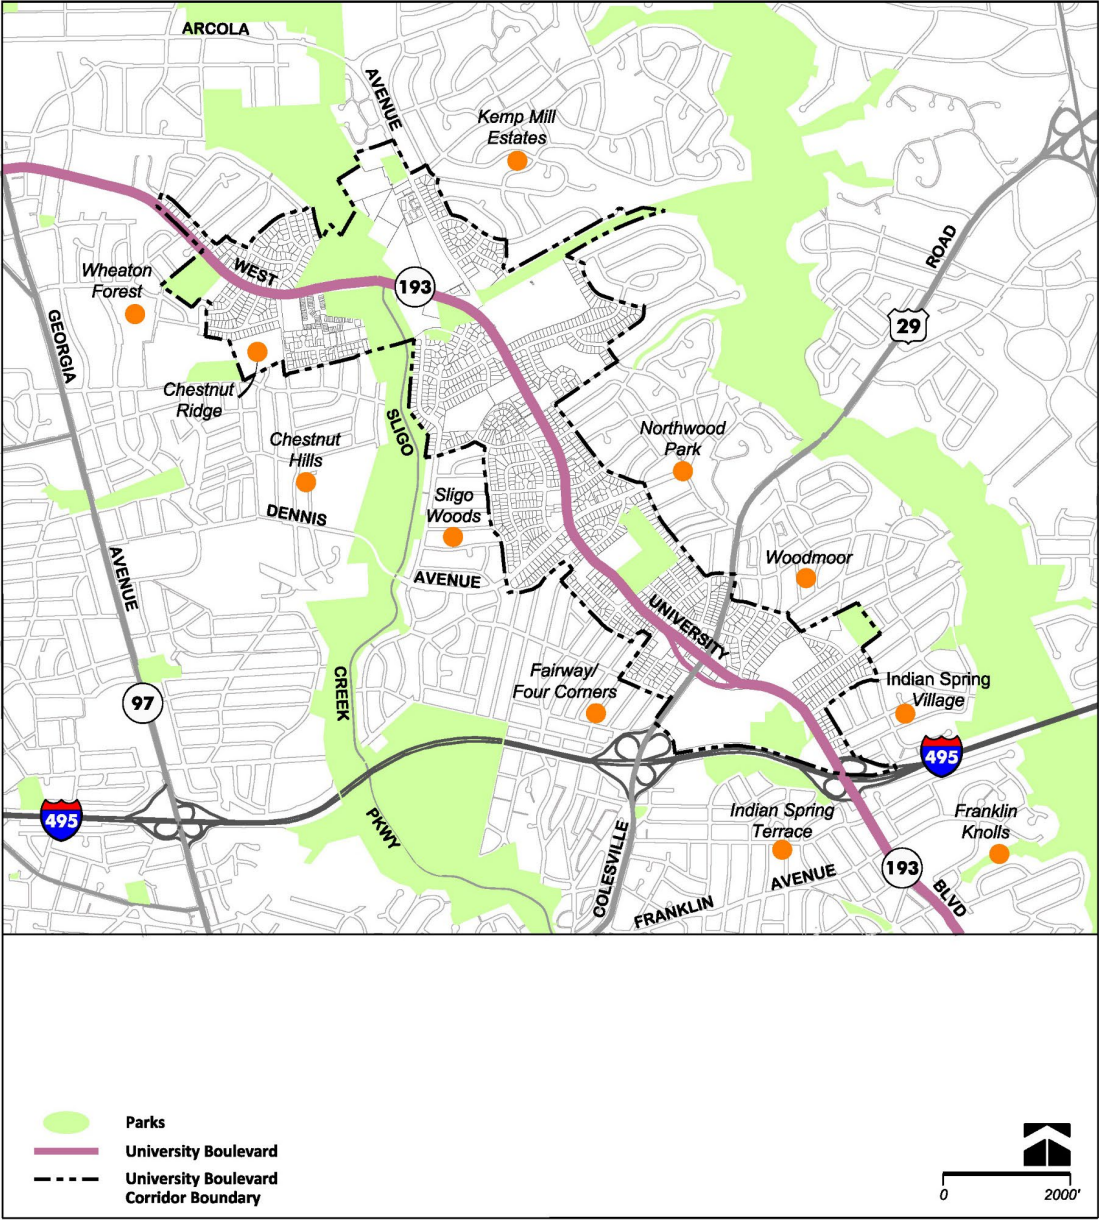 ARCOLA
AVENUE
Kemp Mill
Estates
ROAD
WEST
Wheaton
Forest
193
29
GEORGIA
Chestnut
Ridge
SLIGO
Northwood
Park
Chestnut
Hills
Sligo
Woods
DENNIS
AVENUE
AVENUE
Woodmoor
UNIVERSITY
CREEK
Fairway/
Four Corners
Indian Spring
Village
97
495
495
PKWY
Indian Spring
Terrace
Franklin
Knolls
COLESVILLE
193
AVENUE
FRANKLIN
BLVD
Parks
University Boulevard
University Boulevard
Corridor Boundary
0 2000'